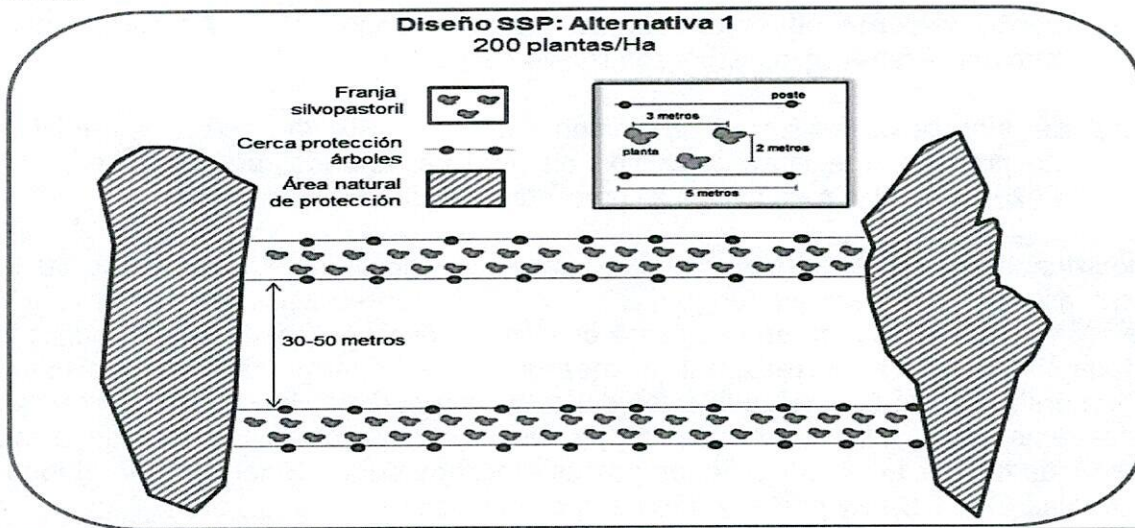 Diseño SSP: Alternativa 1
200 plantas/Ha
Franja
silvopastoril
Cerca protección
árboles
Área natural
de protección
poste
3 metros
planta
2 metros
5 metros
30-50 metros